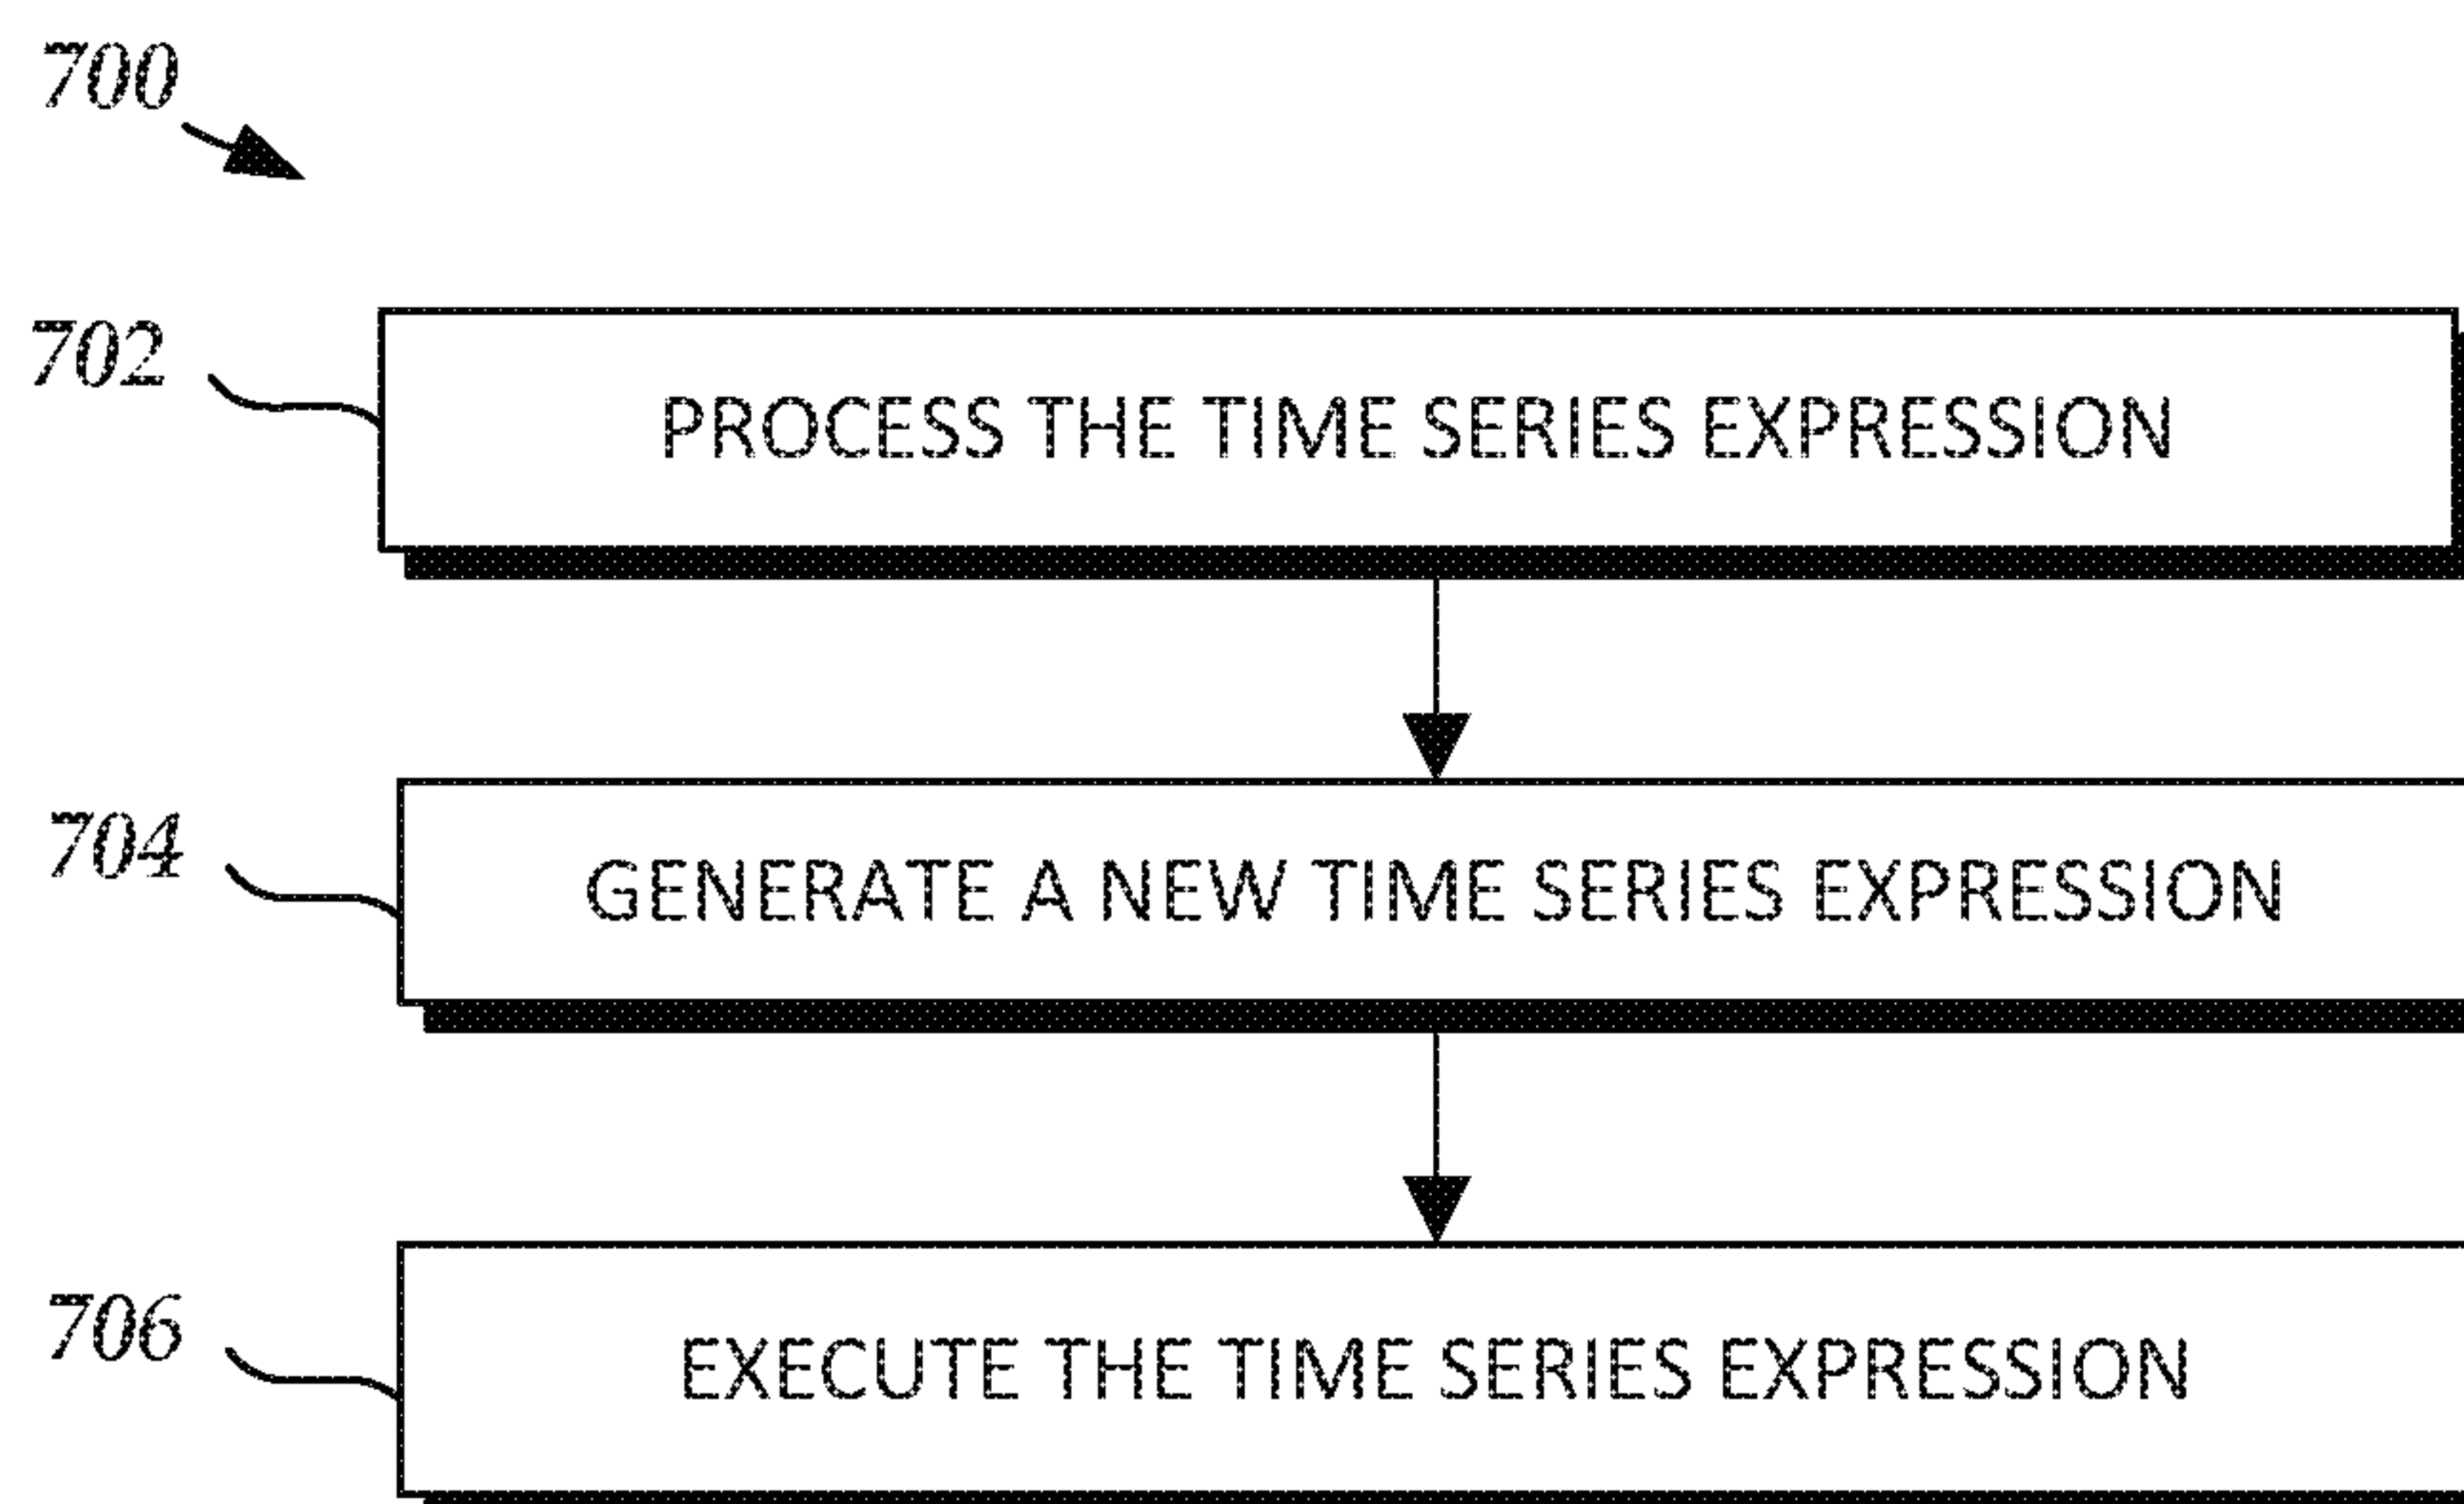 700
702
PROCESS THE TIME SERIES EXPRESSION
704
GENERATE A NEW TIME SERIES EXPRESSION
706
EXECUTE THE TIME SERIES EXPRESSION